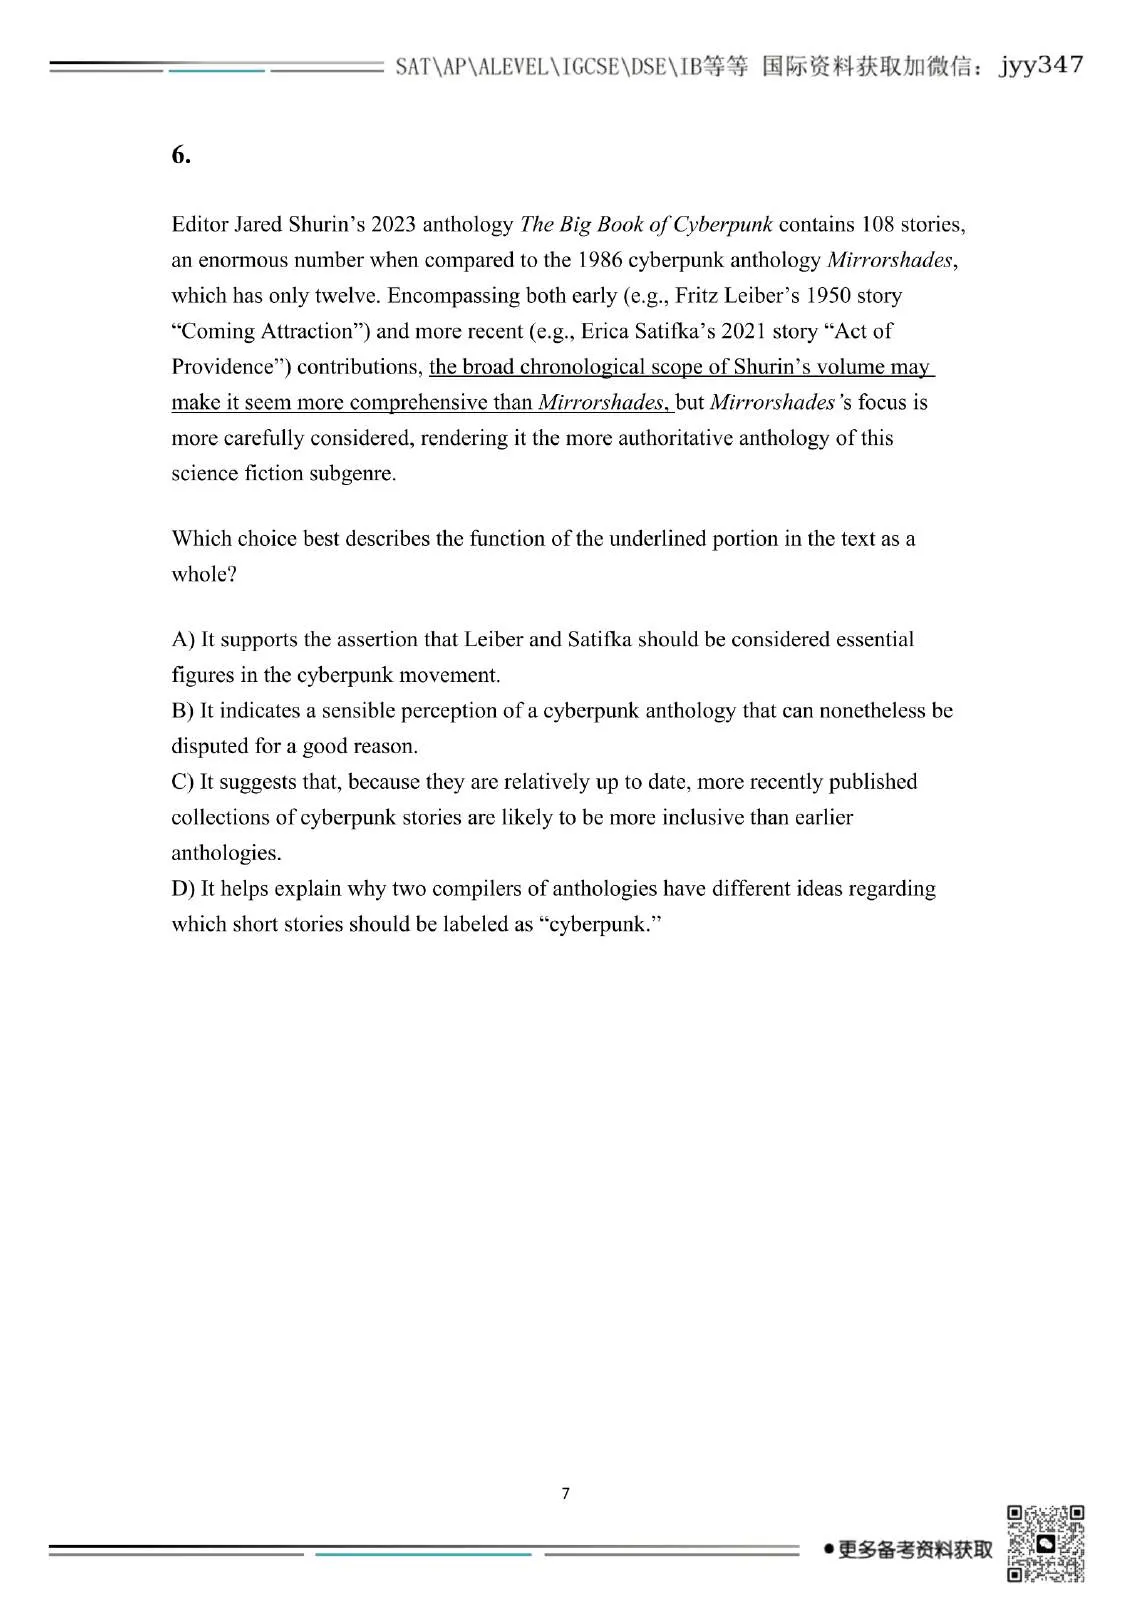 SAT\AP\ALEVEL\IGCSE\DSE\IB等等 国际资料获取加微信： jyy347
6.
Editor Jared Shurin’s 2023 anthology The Big Book of Cyberpunk contains 108 stories,
an enormous number when compared to the 1986 cyberpunk anthology Mirrorshades,
which has only twelve. Encompassing both early (e.g., Fritz Leiber’s 1950 story
“Coming Attraction”) and more recent (e.g., Erica Satifka’s 2021 story “Act of
Providence”) contributions, the broad chronological scope of Shurin’s volume may
make it seem more comprehensive than Mirrorshades, but Mirrorshades’s focus is
more carefully considered, rendering it the more authoritative anthology of this
science fiction subgenre.
Which choice best describes the function of the underlined portion in the text as a
whole?
A) It supports the assertion that Leiber and Satifka should be considered essential
figures in the cyberpunk movement.
B) It indicates a sensible perception of a cyberpunk anthology that can nonetheless be
disputed for a good reason.
C) It suggests that, because they are relatively up to date, more recently published
collections of cyberpunk stories are likely to be more inclusive than earlier
anthologies.
D) It helps explain why two compilers of anthologies have different ideas regarding
which short stories should be labeled as “cyberpunk.”
7
●更多备考资料获取